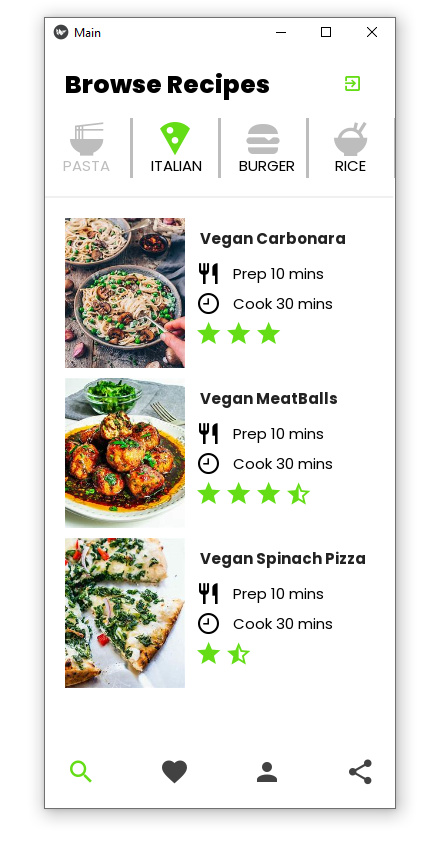 Main
Browse Recipes
PASTA
ITALIAN
BURGER
RICE
Vegan Carbonara
Prep 10 mins
Cook 30 mins
Vegan MeatBalls
Prep 10 mins
Cook 30 mins
Vegan Spinach Pizza
Prep 10 mins
Cook 30 mins